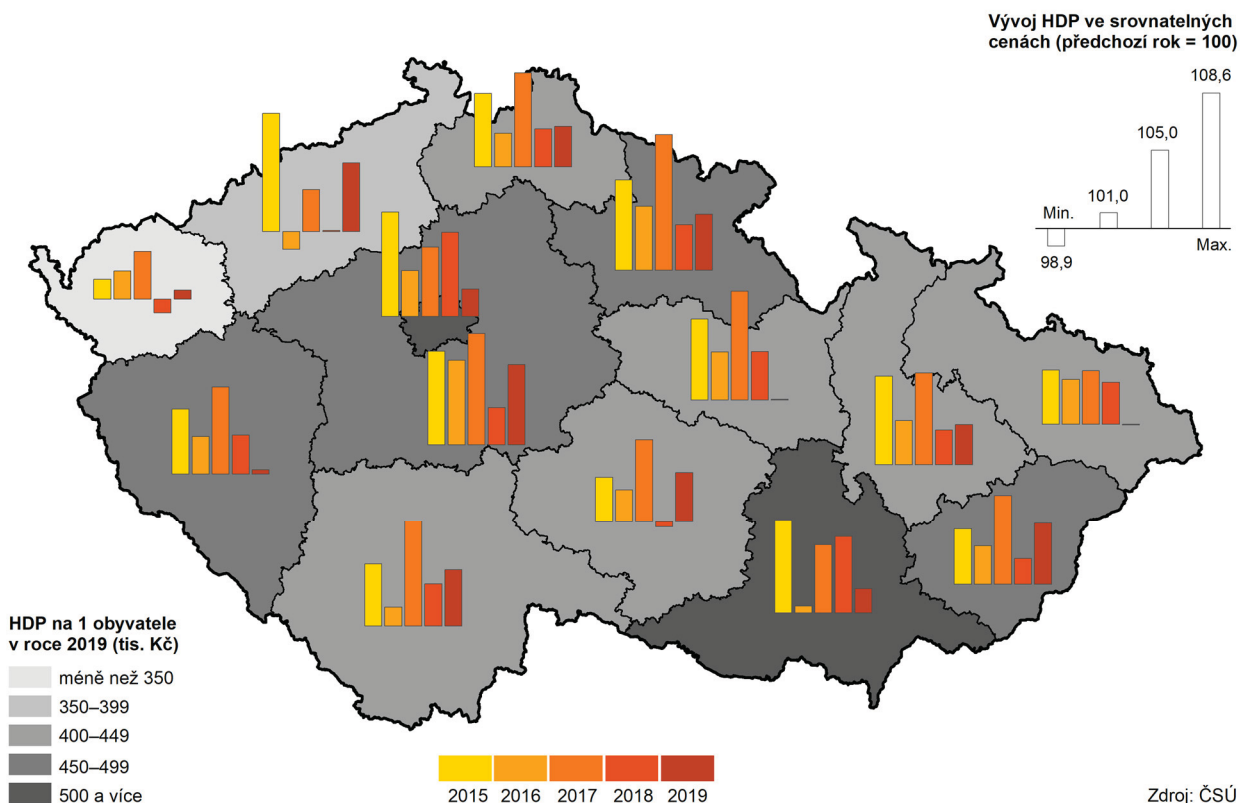 Vývoj HDP ve srovnatelných
cenách (předchozí rok = 100)
108,6
105,0
101,0
Min.
Max.
98,9
HDP na 1 obyvatele
v roce 2019 (tis. Kč)
méně než 350
350–399
400–449
450–499
500 a více
2015 2016 2017 2018 2019
Zdroj: ČSÚ